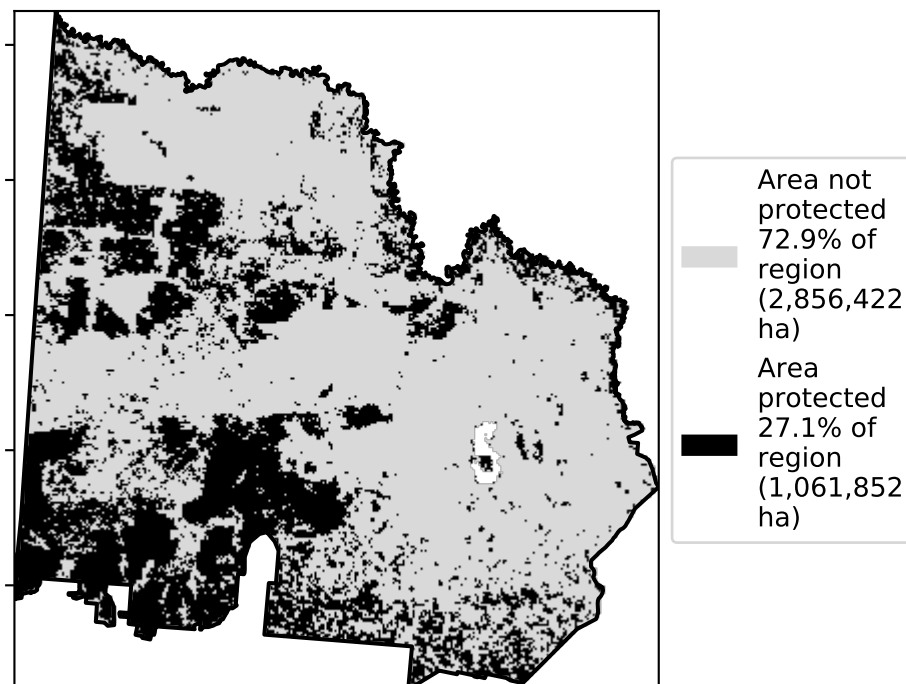 Area not
protected
72.9% of
region
(2,856,422
ha)
Area
protected
27.1% of
region
(1,061,852
ha)